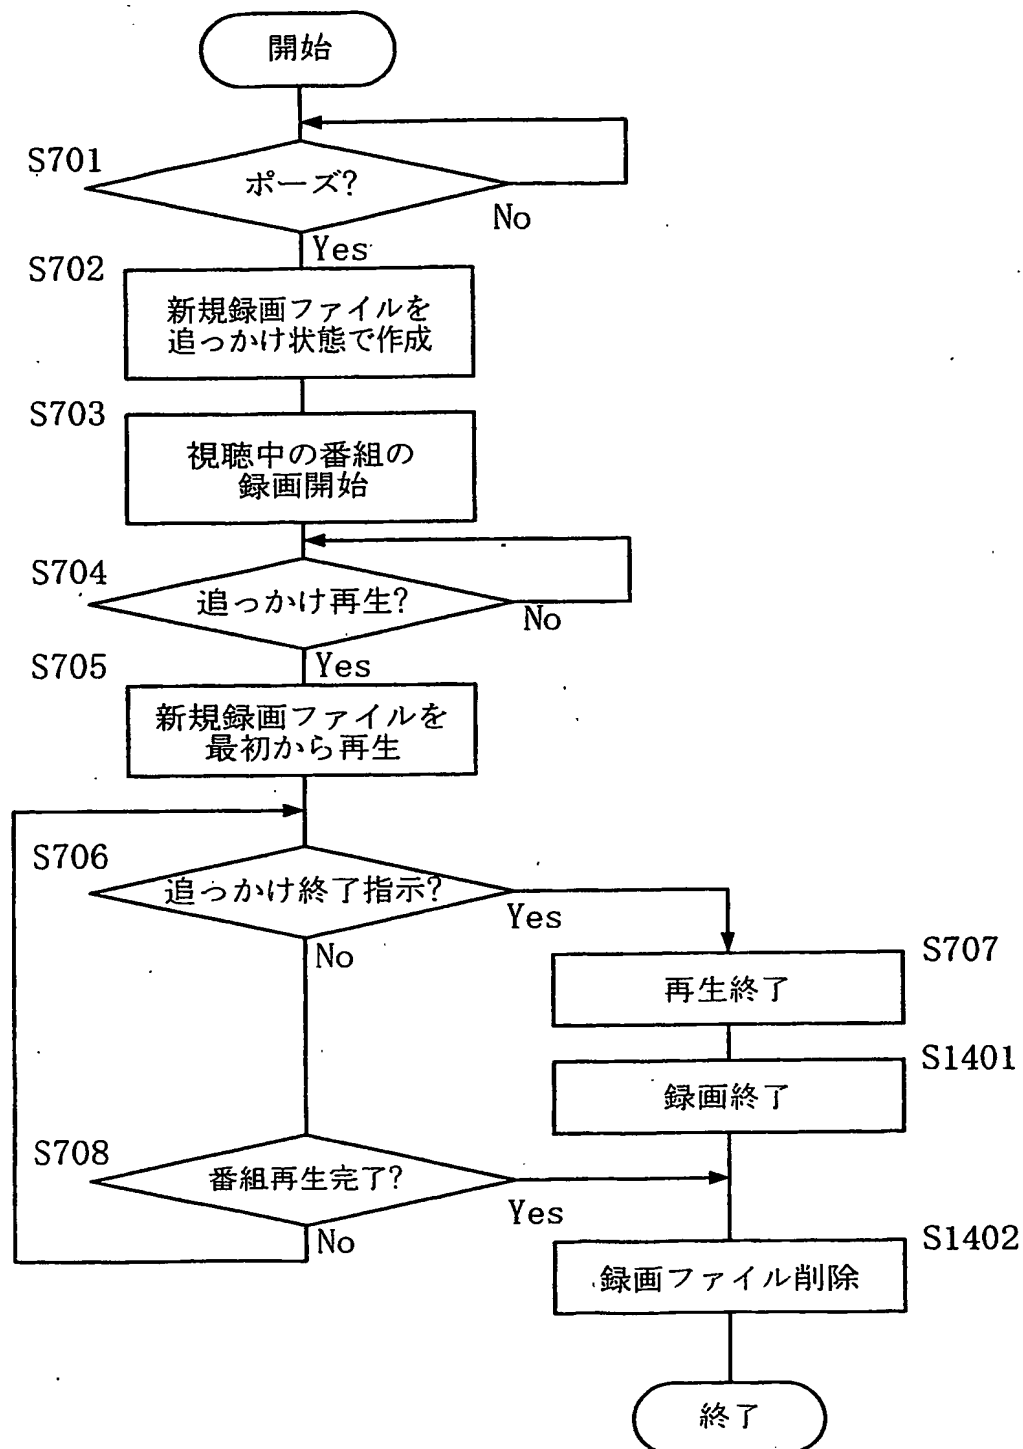 開始
S701
ポーズ?
No
Yes
S702
新規録画ファイルを
追っかけ状態で作成
S703
視聴中の番組の
録画開始
S704
追っかけ再生?
No
Yes
S705
新規録画ファイルを
最初から再生
S706
追っかけ終了指示?
Yes
No
S707
再生終了
S1401
録画終了
S708
番組再生完了?
Yes
No
S1402
録画ファイル削除
終了